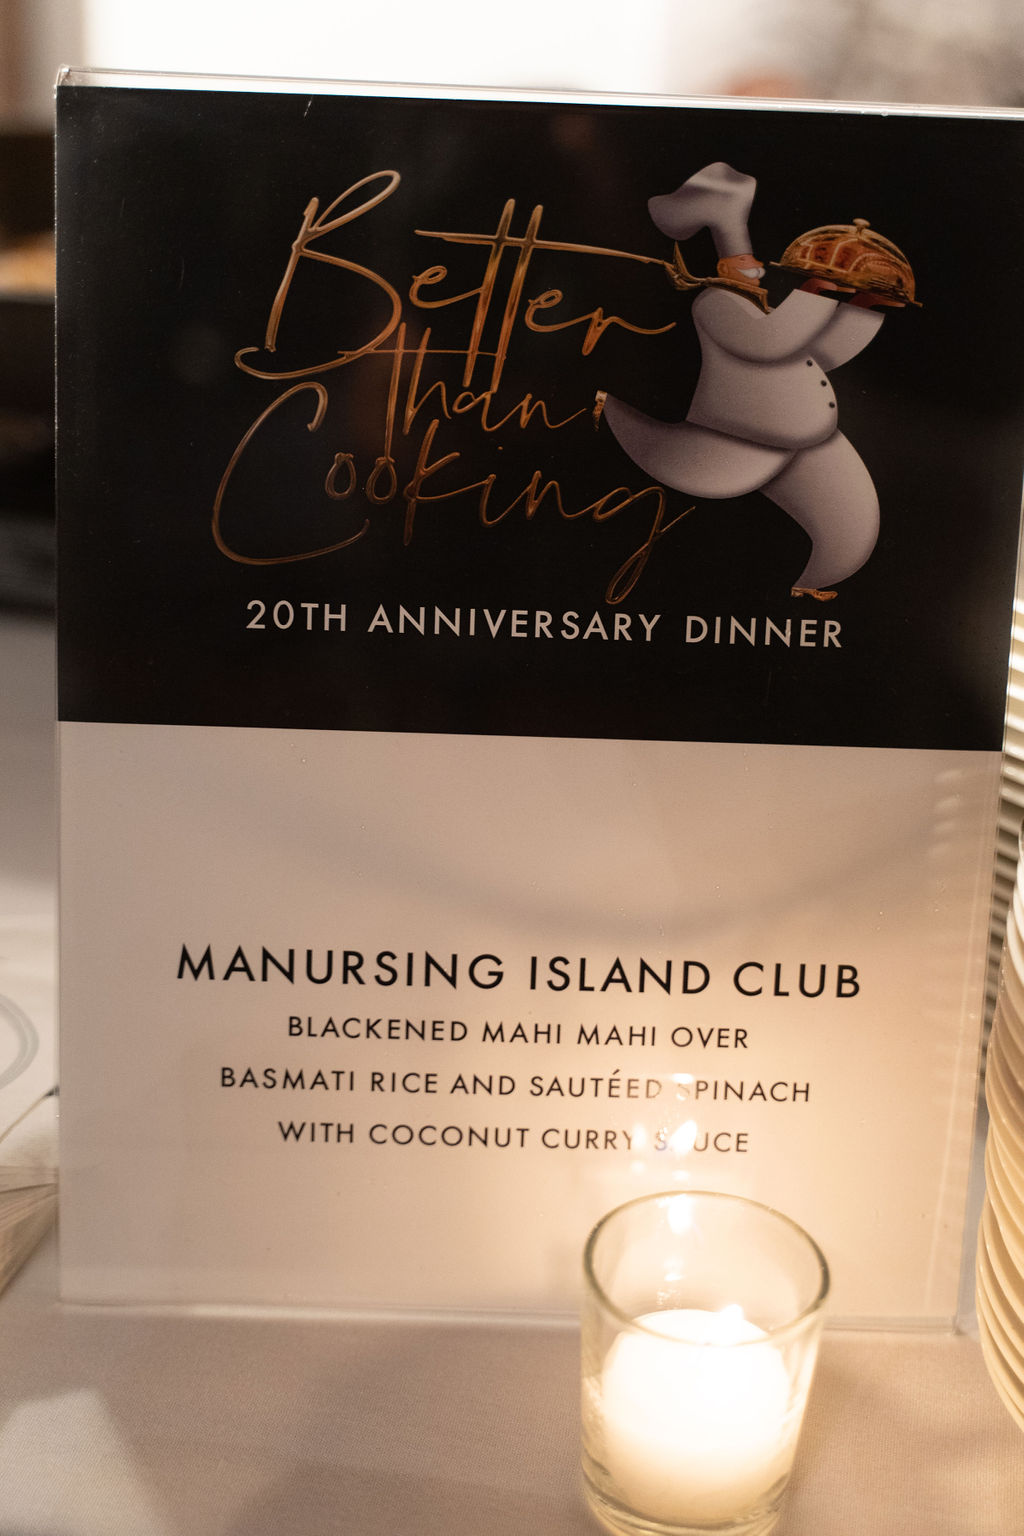 Better
Than
Cooking
20TH ANNIVERSARY DINNER
MANURSING ISLAND CLUB
BLACKENED MAHI MAHI OVER
BASMATI RICE AND SAUTÉED SPINACH
WITH COCONUT CURRY SAUCE